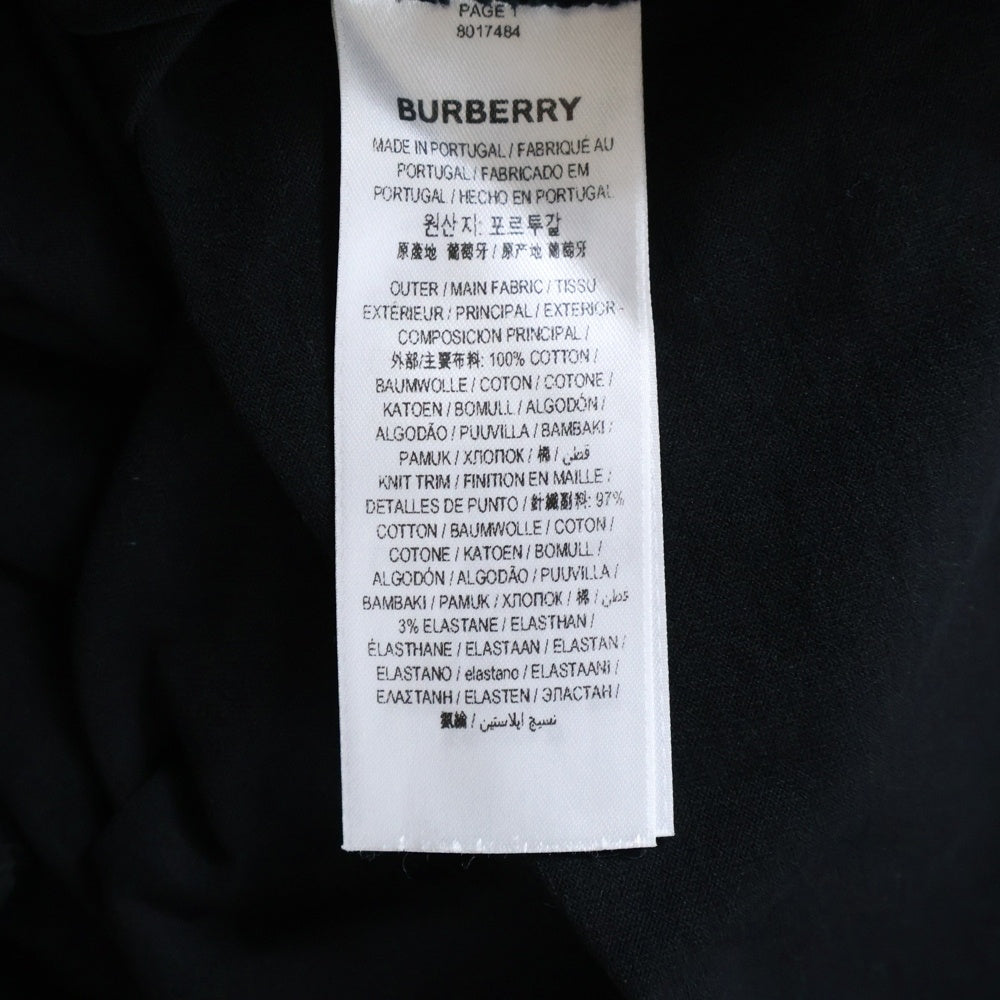 PAGE 1
8017484
BURBERRY
MADE IN PORTUGAL / FABRIQUÉ AU
PORTUGAL / FABRICADO EM
PORTUGAL / HECHO EN PORTUGAL
원산지: 포르투갈
原產地 葡萄牙 / 原产地 葡萄牙
OUTER / MAIN FABRIC / TISSU
EXTÉRIEUR / PRINCIPAL / EXTERIOR -
COMPOSICION PRINCIPAL /
外部/主要布料: 100% COTTON /
BAUMWOLLE / COTON / COTONE /
KATOEN / BOMULL / ALGODÓN /
ALGODÃO / PUUVILLA / BAMBAKI /
PAMUK / ХЛОПОК / 棉 / قطن
KNIT TRIM / FINITION EN MAILLE /
DETALLES DE PUNTO / 針織副料: 97%
COTTON / BAUMWOLLE / COTON /
COTONE / KATOEN / BOMULL /
ALGODÓN / ALGODÃO / PUUVILLA /
BAMBAKI / PAMUK / ХЛОПОК / 棉 / قطن
3% ELASTANE / ELASTHAN /
ÉLASTHANE / ELASTAAN / ELASTAN /
ELASTANO / elastano / ELASTAANI /
ΕΛΑΣΤΑΝΗ / ELASTEN / ЭЛАСТАН /
氨綸 / نسيج ايلاستين